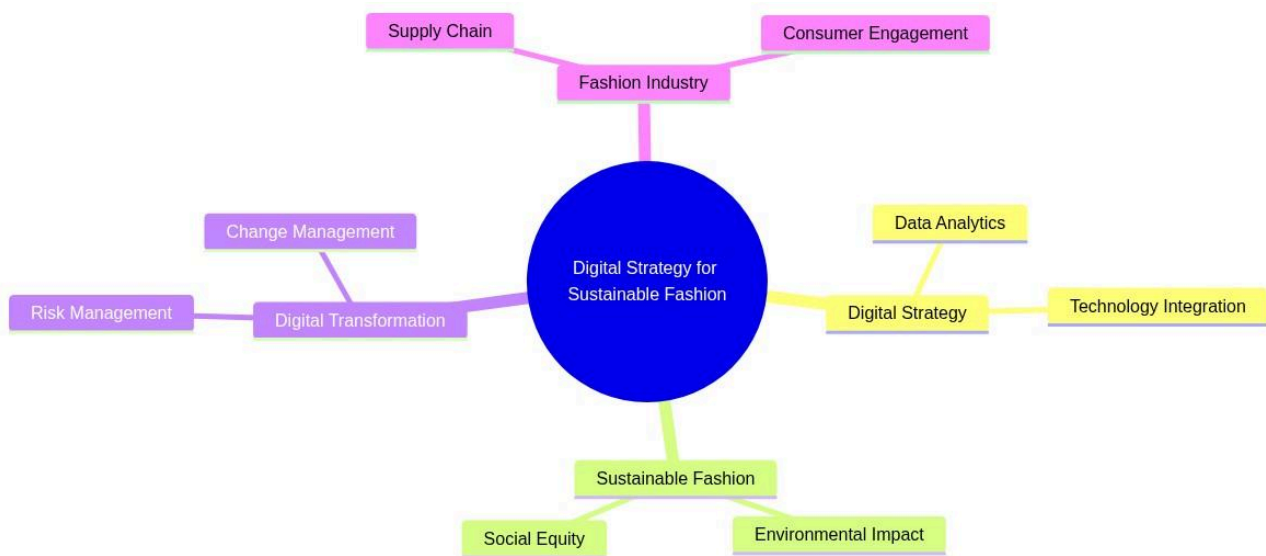 Supply Chain
Consumer Engagement
Fashion Industry
Data Analytics
Change Management
Digital Strategy for
Sustainable Fashion
Risk Management
Digital Transformation
Digital Strategy
Technology Integration
Sustainable Fashion
Social Equity
Environmental Impact